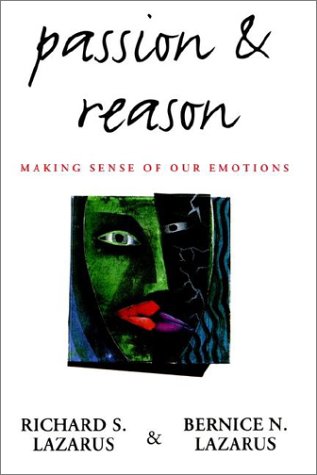 passion &
reason
MAKING SENSE OF OUR EMOTIONS
RICHARD S.
LAZARUS
&
BERNICE N.
LAZARUS